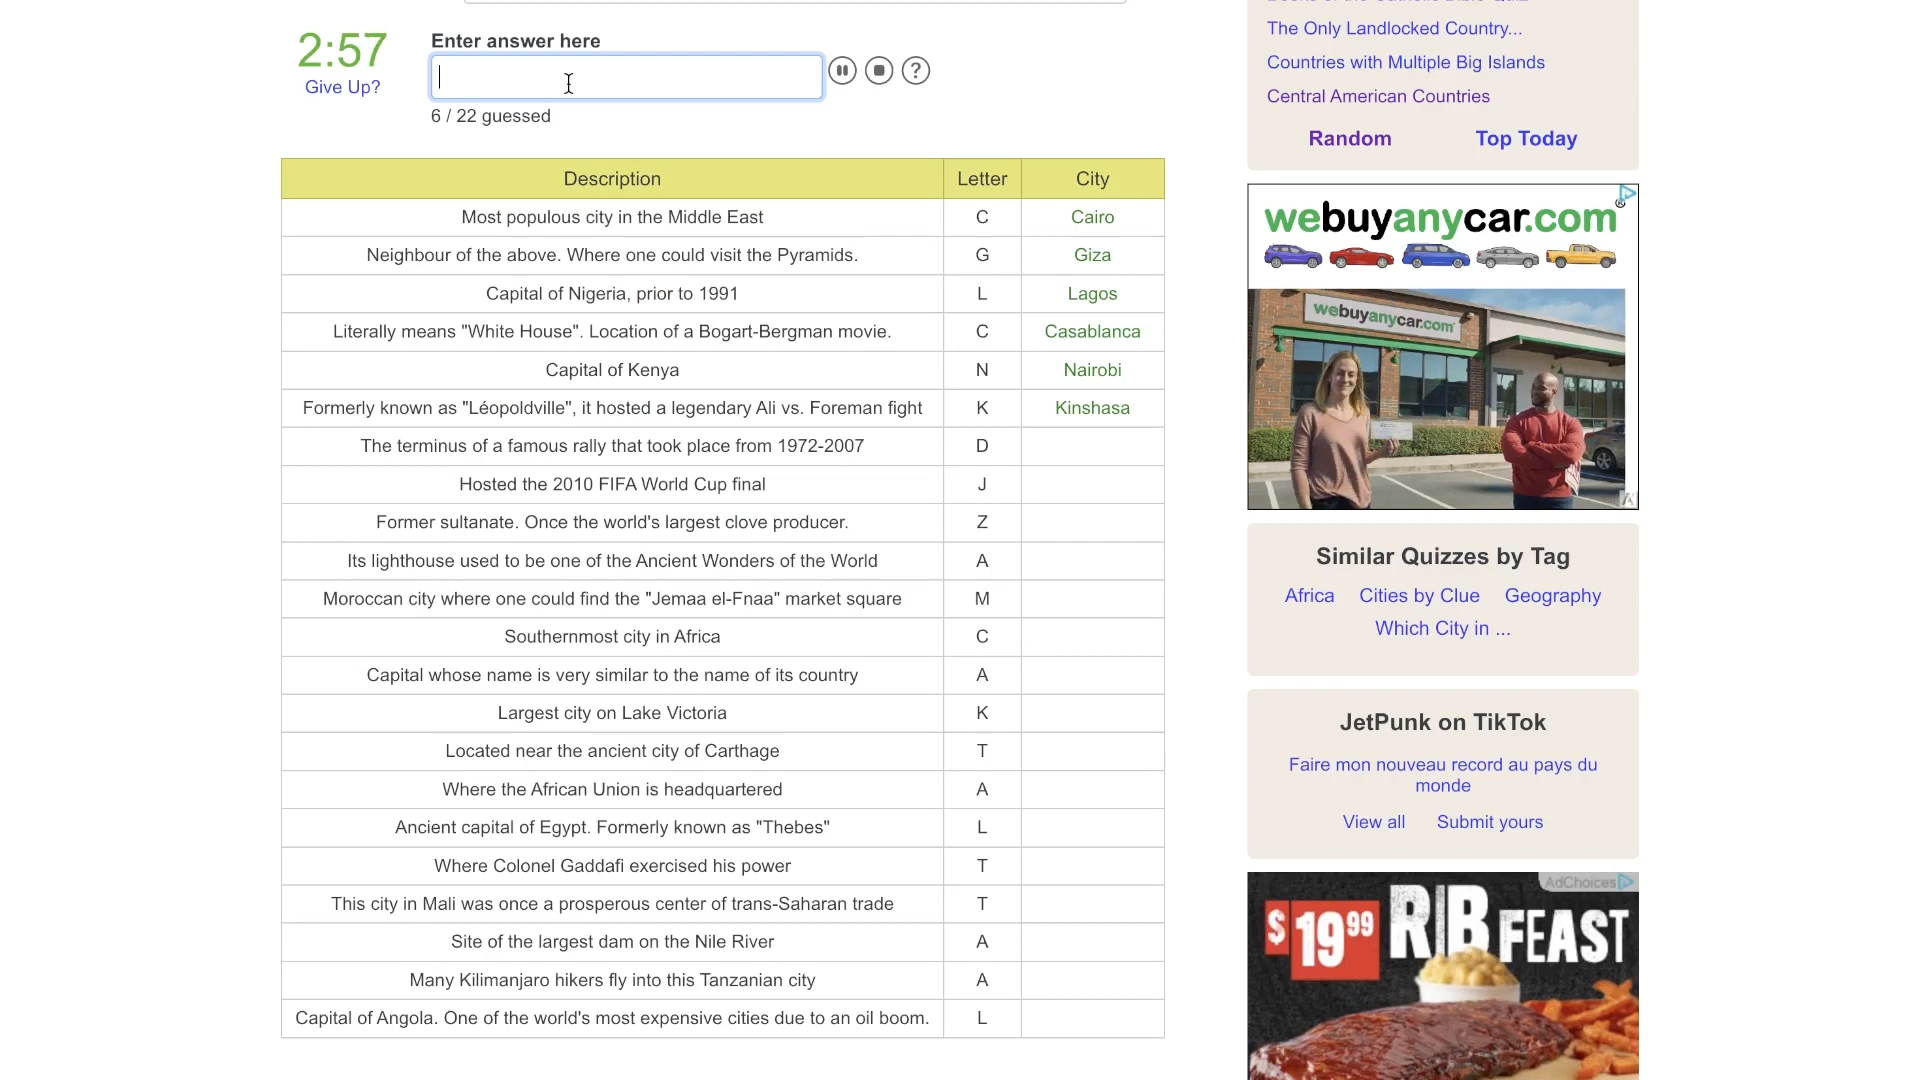 Books of the Catholic Bible Quiz
2:57
Enter answer here
The Only Landlocked Country...
Give Up?
Countries with Multiple Big Islands
6 / 22 guessed
Central American Countries
Random Top Today
Description Letter City
Most populous city in the Middle East C Cairo
Neighbour of the above. Where one could visit the Pyramids. G Giza
Capital of Nigeria, prior to 1991 L Lagos
Literally means "White House". Location of a Bogart-Bergman movie. C Casablanca
Capital of Kenya N Nairobi
Formerly known as "Léopoldville", it hosted a legendary Ali vs. Foreman fight K Kinshasa
The terminus of a famous rally that took place from 1972-2007 D
Hosted the 2010 FIFA World Cup final J
Former sultanate. Once the world's largest clove producer. Z
Its lighthouse used to be one of the Ancient Wonders of the World A
Moroccan city where one could find the "Jemaa el-Fnaa" market square M
Southernmost city in Africa C
Capital whose name is very similar to the name of its country A
Largest city on Lake Victoria K
Located near the ancient city of Carthage T
Where the African Union is headquartered A
Ancient capital of Egypt. Formerly known as "Thebes" L
Where Colonel Gaddafi exercised his power T
This city in Mali was once a prosperous center of trans-Saharan trade T
Site of the largest dam on the Nile River A
Many Kilimanjaro hikers fly into this Tanzanian city A
Capital of Angola. One of the world's most expensive cities due to an oil boom. L
webuyanycar.com®
webuyanycar.com
Similar Quizzes by Tag
Africa Cities by Clue Geography
Which City in ...
JetPunk on TikTok
Faire mon nouveau record au pays du
monde
View all Submit yours
AdChoices
$19.99 RIB FEAST